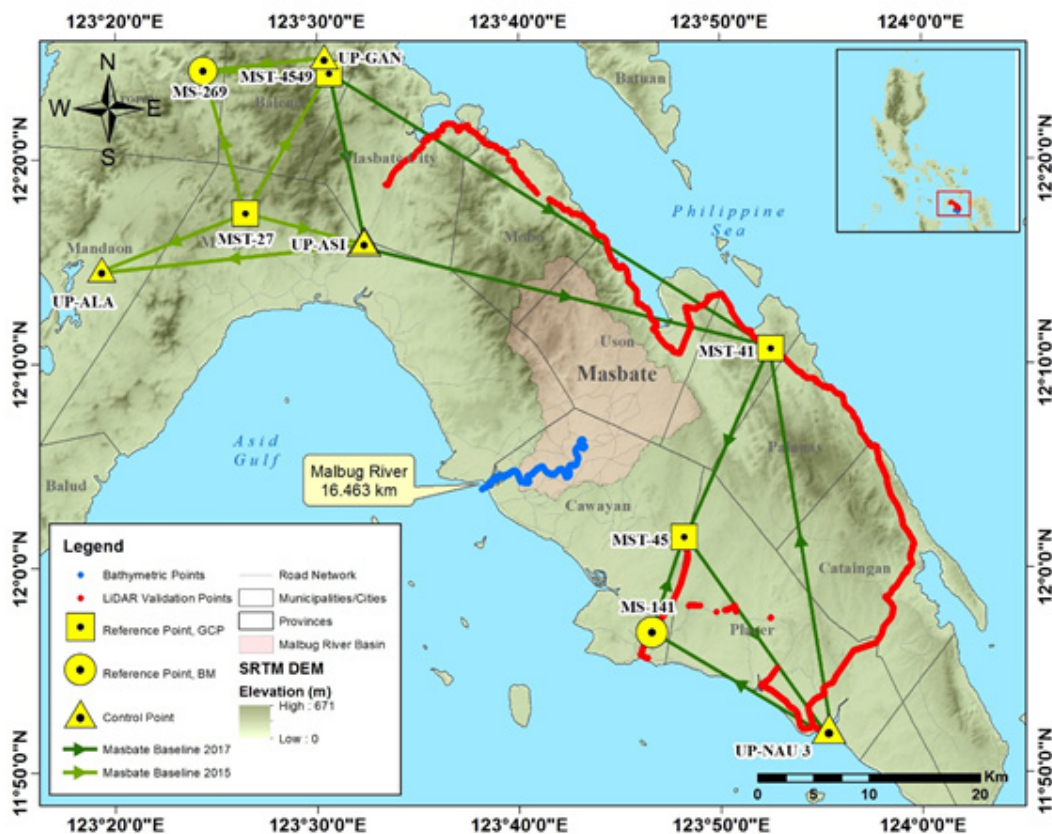 123°20'0"E
123°30'0"E
123°40'0"E
123°50'0"E
124°0'0"E
N
W E
S
UP-GAN
MST-4549
MS-269
Balen
Batuan
12°20'0"N
12°20'0"N
Masbate City
Philippine
Sea
MST-27
UP-ASI
Mandaon
Mobo
UP-ALA
Uson
MST-41
Masbate
12°10'0"N
12°10'0"N
Asid
Gulf
Palanas
Malbug River
16.463 km
Balud
Cawayan
MST-45
12°0'0"N
12°0'0"N
Cataingan
MS-141
Placer
UP-NAU 3
11°50'0"N
11°50'0"N
Legend
Bathymetric Points
LiDAR Validation Points
Reference Point, GCP
Reference Point, BM
Control Point
Masbate Baseline 2017
Masbate Baseline 2015
Road Network
Municipalities/Cities
Provinces
Malbug River Basin
SRTM DEM
Elevation (m)
High : 671
Low : 0
Km
0 5 10 20
123°20'0"E
123°30'0"E
123°40'0"E
123°50'0"E
124°0'0"E